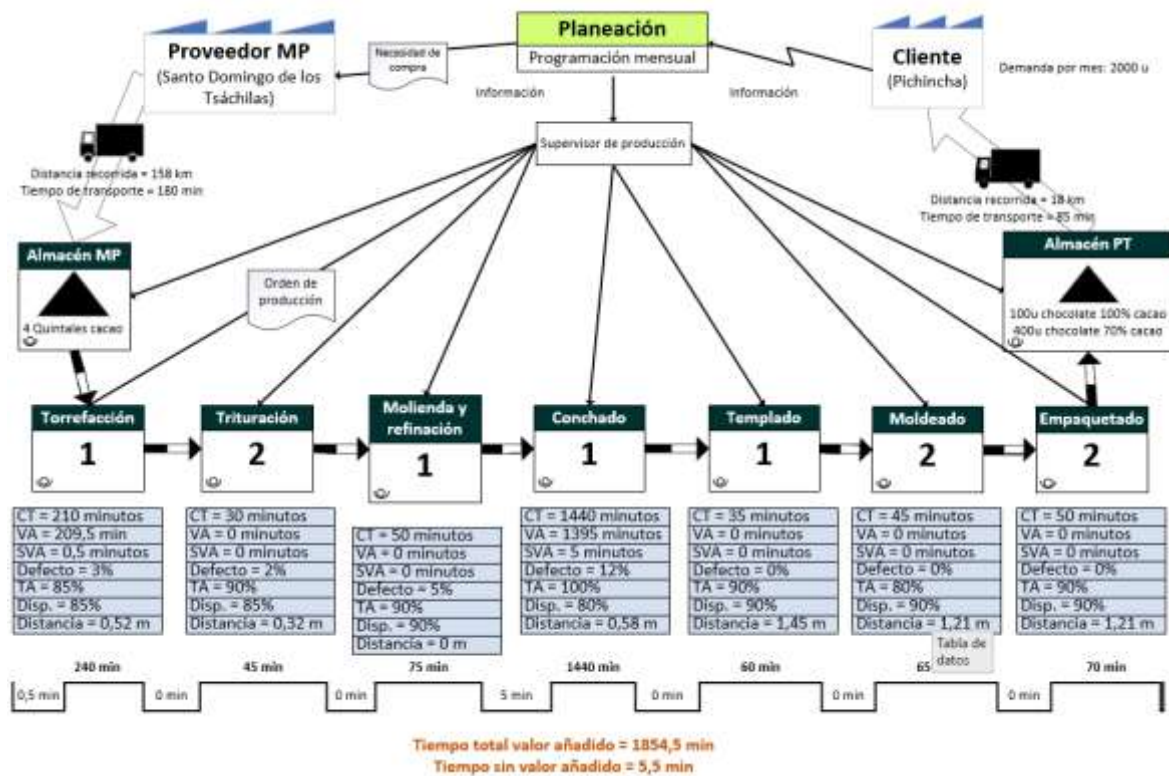 Proveedor MP
(Santo Domingo de los
Tsáchilas)
Necesidad de
compra
Planeación
Programación mensual
Cliente
(Pichincha)
Demanda por mes: 2000 u
Información
Información
Supervisor de producción
Distancia recorrida = 158 km
Tiempo de transporte = 180 min
Distancia recorrida = 18 km
Tiempo de transporte = 85 min
Almacén MP
4 Quintales cacao
Orden de
producción
Almacén PT
100u chocolate 100% cacao
400u chocolate 70% cacao
Torrefacción
1
Trituración
2
Molienda y
refinación
1
Conchado
1
Templado
1
Moldeado
2
Empaquetado
2
CT = 210 minutos
VA = 209,5 min
SVA = 0,5 minutos
Defecto = 3%
TA = 85%
Disp. = 85%
Distancia = 0,52 m
CT = 30 minutos
VA = 0 minutos
SVA = 0 minutos
Defecto = 2%
TA = 90%
Disp. = 85%
Distancia = 0,32 m
CT = 50 minutos
VA = 0 minutos
SVA = 0 minutos
Defecto = 5%
TA = 90%
Disp. = 90%
Distancia = 0 m
CT = 1440 minutos
VA = 1395 minutos
SVA = 5 minutos
Defecto = 12%
TA = 100%
Disp. = 80%
Distancia = 0,58 m
CT = 35 minutos
VA = 0 minutos
SVA = 0 minutos
Defecto = 0%
TA = 90%
Disp. = 90%
Distancia = 1,45 m
CT = 45 minutos
VA = 0 minutos
SVA = 0 minutos
Defecto = 0%
TA = 80%
Disp. = 90%
Distancia = 1,21 m
CT = 50 minutos
VA = 0 minutos
SVA = 0 minutos
Defecto = 0%
TA = 90%
Disp. = 90%
Distancia = 1,21 m
Tabla de
datos
240 min
45 min
75 min
1440 min
60 min
65
70 min
0,5 min
0 min
0 min
5 min
0 min
0 min
0 min
Tiempo total valor añadido = 1854,5 min
Tiempo sin valor añadido = 5,5 min